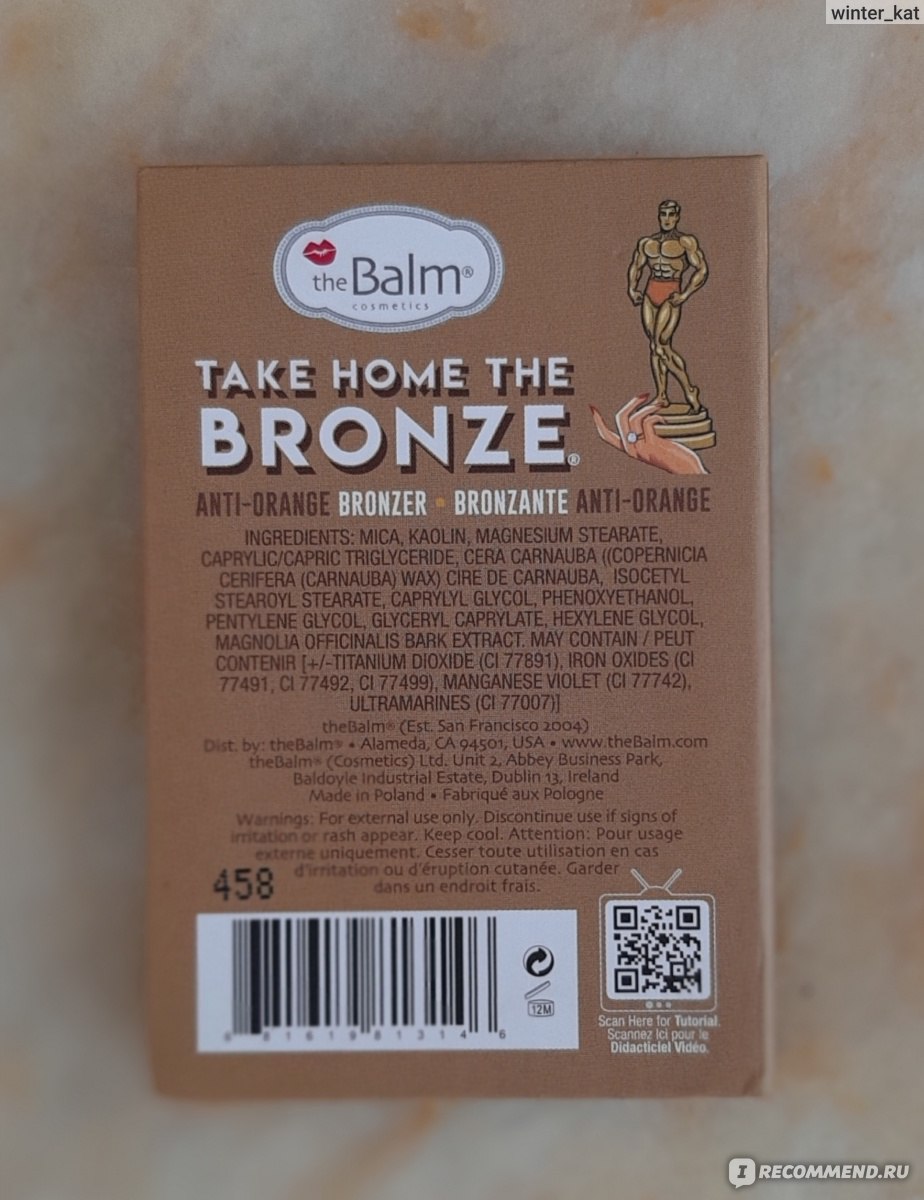 winter_kat
theBalm®
cosmetics
TAKE HOME THE
BRONZE®
ANTI-ORANGE BRONZER • BRONZANTE ANTI-ORANGE
INGREDIENTS: MICA, KAOLIN, MAGNESIUM STEARATE,
CAPRYLIC/CAPRIC TRIGLYCERIDE, CERA CARNAUBA ((COPERNICIA
CERIFERA (CARNAUBA) WAX) CIRE DE CARNAUBA, ISOCETYL
STEAROYL STEARATE, CAPRYLYL GLYCOL, PHENOXYETHANOL,
PENTYLENE GLYCOL, GLYCERYL CAPRYLATE, HEXYLENE GLYCOL,
MAGNOLIA OFFICINALIS BARK EXTRACT. MAY CONTAIN / PEUT
CONTENIR [+/-TITANIUM DIOXIDE (CI 77891), IRON OXIDES (CI
77491, CI 77492, CI 77499), MANGANESE VIOLET (CI 77742),
ULTRAMARINES (CI 77007)]
theBalm® (Est. San Francisco 2004)
Dist. by: theBalm® • Alameda, CA 94501, USA • www.theBalm.com
theBalm® (Cosmetics) Ltd. Unit 2, Abbey Business Park,
Baldoyle Industrial Estate, Dublin 13, Ireland
Made in Poland • Fabriqué aux Pologne
Warnings: For external use only. Discontinue use if signs of
irritation or rash appear. Keep cool. Attention: Pour usage
externe uniquement. Cesser toute utilisation en cas
d'irritation ou d'éruption cutanée. Garder
dans un endroit frais.
458
12M
Scan Here for Tutorial.
Scannez Ici pour le
Didacticiel Vidéo.
IRECOMMEND.RU